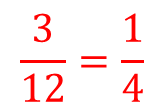 3/12 = 1/4